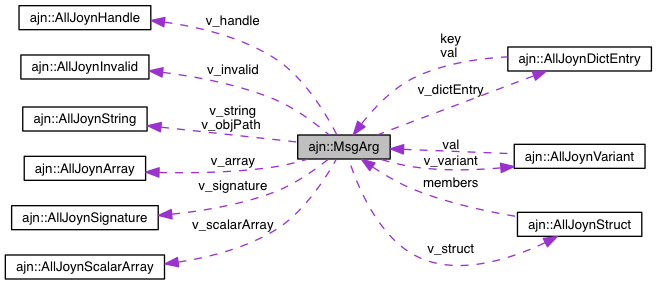 ajn::AllJoynHandle
v_handle
ajn::AllJoynInvalid
v_invalid
ajn::AllJoynString
v_string
v_objPath
ajn::AllJoynArray
v_array
ajn::AllJoynSignature
v_signature
ajn::AllJoynScalarArray
v_scalarArray
ajn::MsgArg
key
val
v_dictEntry
ajn::AllJoynDictEntry
val
v_variant
ajn::AllJoynVariant
members
v_struct
ajn::AllJoynStruct